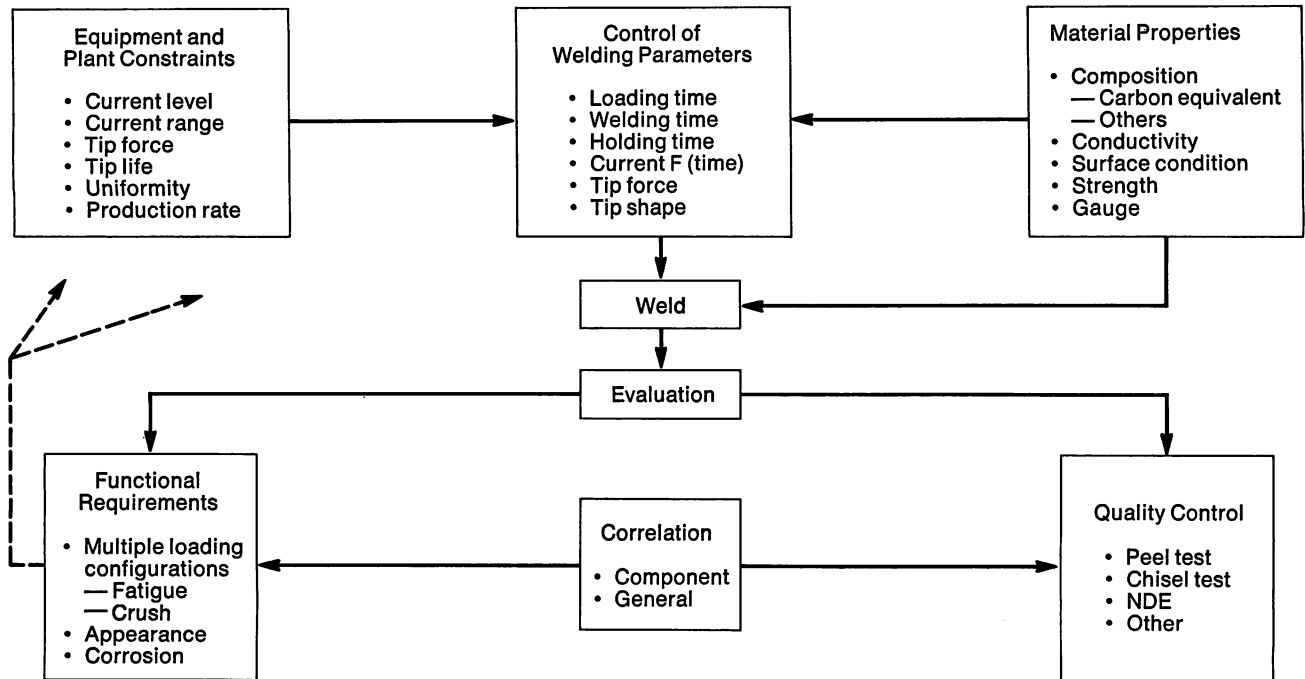 Equipment and
Plant Constraints
• Current level
• Current range
• Tip force
• Tip life
• Uniformity
• Production rate
Control of
Welding Parameters
• Loading time
• Welding time
• Holding time
• Current F (time)
• Tip force
• Tip shape
Material Properties
• Composition
— Carbon equivalent
— Others
• Conductivity
• Surface condition
• Strength
• Gauge
Weld
Evaluation
Functional
Requirements
• Multiple loading
configurations
— Fatigue
— Crush
• Appearance
• Corrosion
Correlation
• Component
• General
Quality Control
• Peel test
• Chisel test
• NDE
• Other